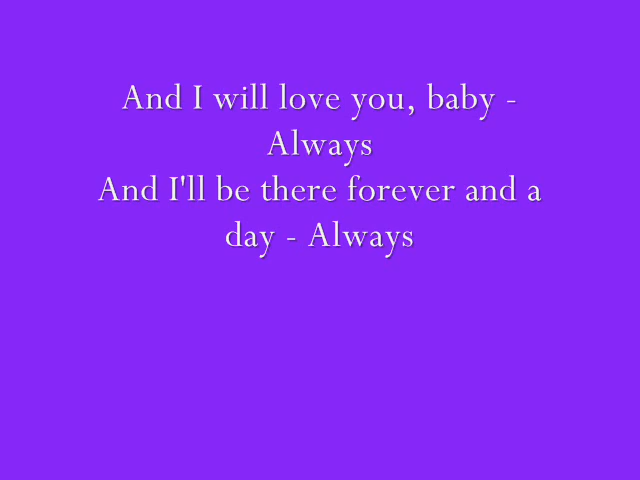 And I will love you, baby -
Always
And I'll be there forever and a
day - Always